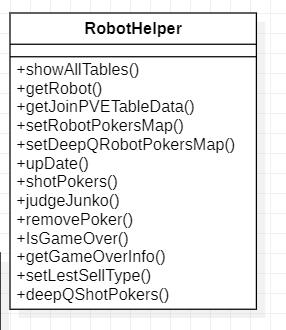 RobotHelper
+showAllTables()
+getRobot()
+getJoinPVETableData()
+setRobotPokersMap()
+setDeepQRobotPokersMap()
+upDate()
+shotPokers()
+judgeJunko()
+removePoker()
+IsGameOver()
+getGameOverInfo()
+setLestSellType()
+deepQShotPokers()